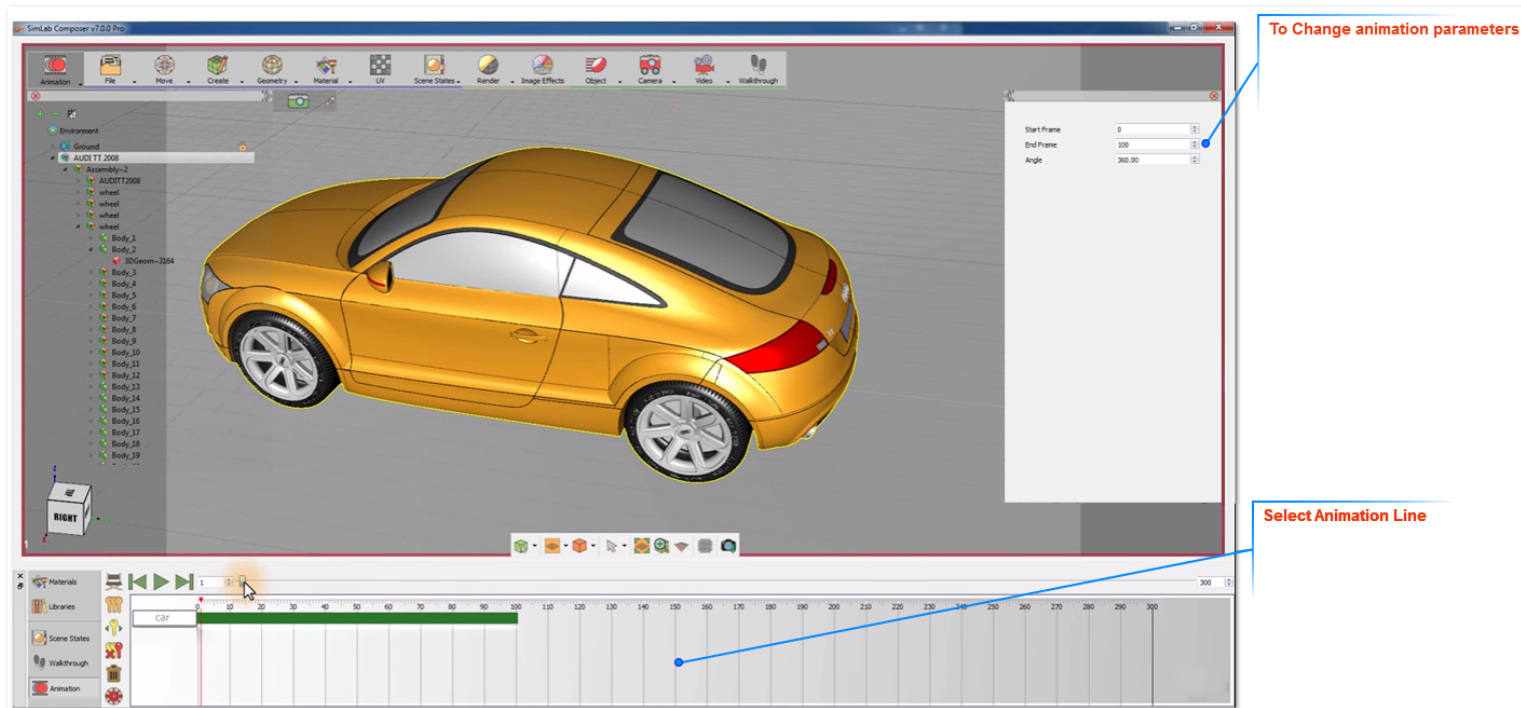 SimLab Composer v7.0.0 Pro
To Change animation parameters
Animation
File
Move
Create
Geometry
Material
UV
Scene States
Render
Image Effects
Object
Camera
Video
Walkthrough
Environment
Ground
AUDI TT 2008
Assembly~2
AUDITT2008
wheel
wheel
wheel
wheel
Body_1
Body_2
3DGeom~3164
Body_3
Body_4
Body_5
Body_6
Body_7
Body_8
Body_9
Body_10
Body_11
Body_12
Body_13
Body_14
Body_15
Body_16
Body_17
Body_18
Body_19
Start Frame 0
End Frame 100
Angle 360.00
RIGHT
1
Select Animation Line
Materials
Libraries
Scene States
Walkthrough
Animation
1
300
0 10 20 30 40 50 60 70 80 90 100 110 120 130 140 150 160 170 180 190 200 210 220 230 240 250 260 270 280 290 300
car